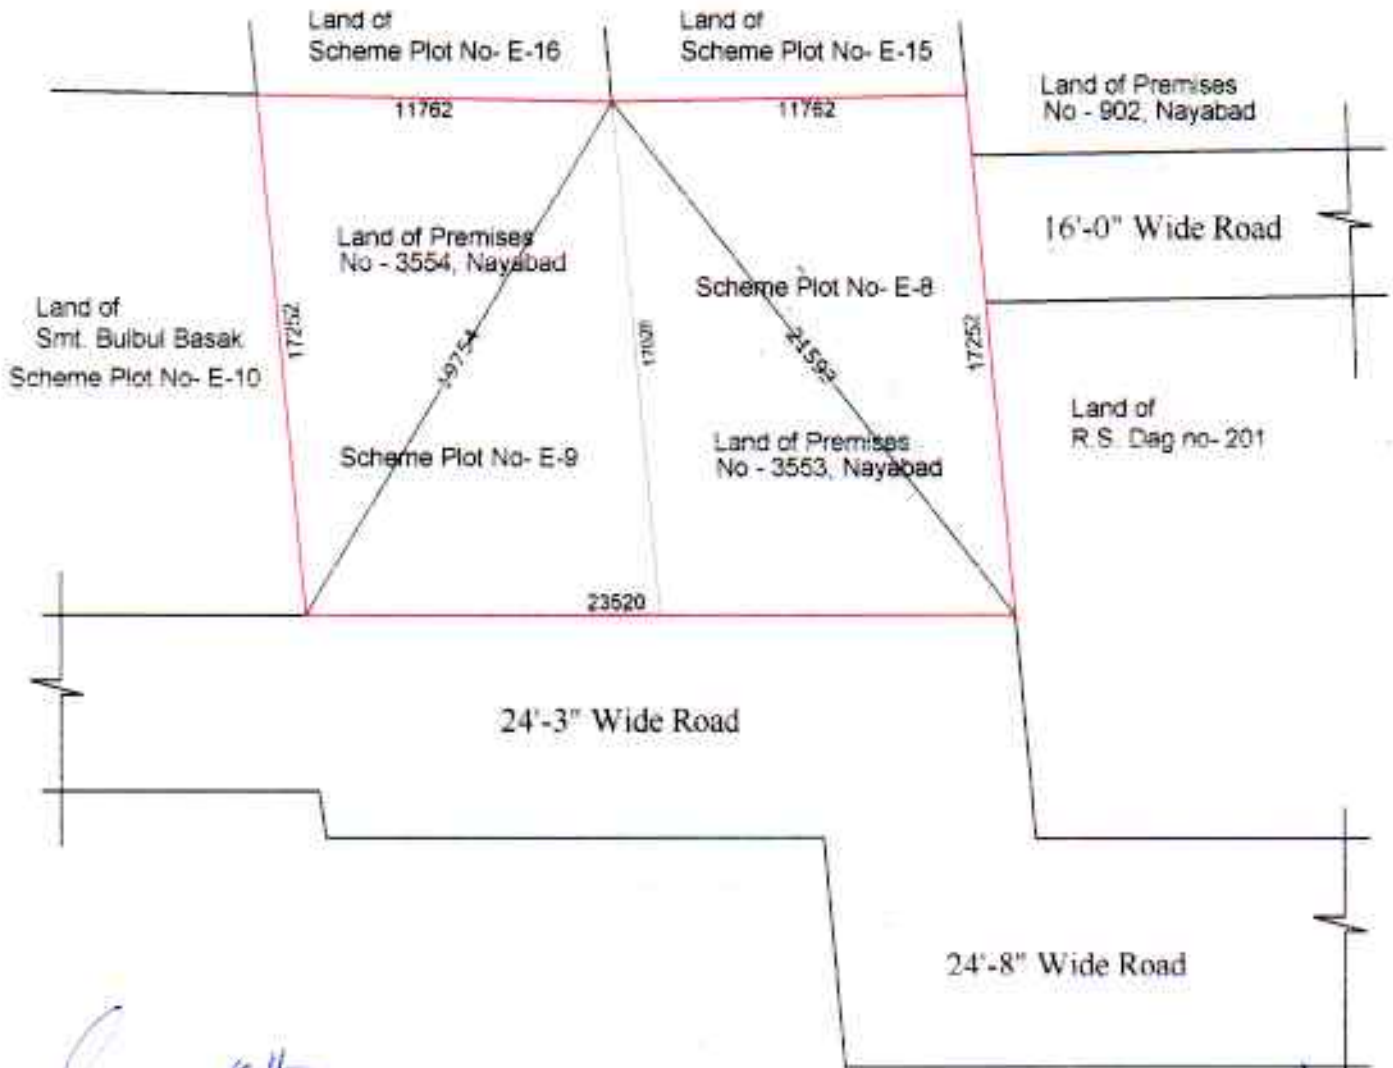 Land of
Scheme Plot No- E-16
Land of
Scheme Plot No- E-15
Land of Premises
No - 902, Nayabad
11762
11762
16'-0" Wide Road
Land of Premises
No - 3554, Nayabad
Scheme Plot No- E-8
Land of
Smt. Bulbul Basak
Scheme Plot No- E-10
17252
19754
21593
17252
Land of
R.S. Dag no- 201
Scheme Plot No- E-9
Land of Premises
No - 3553, Nayabad
23520
24'-3" Wide Road
24'-8" Wide Road